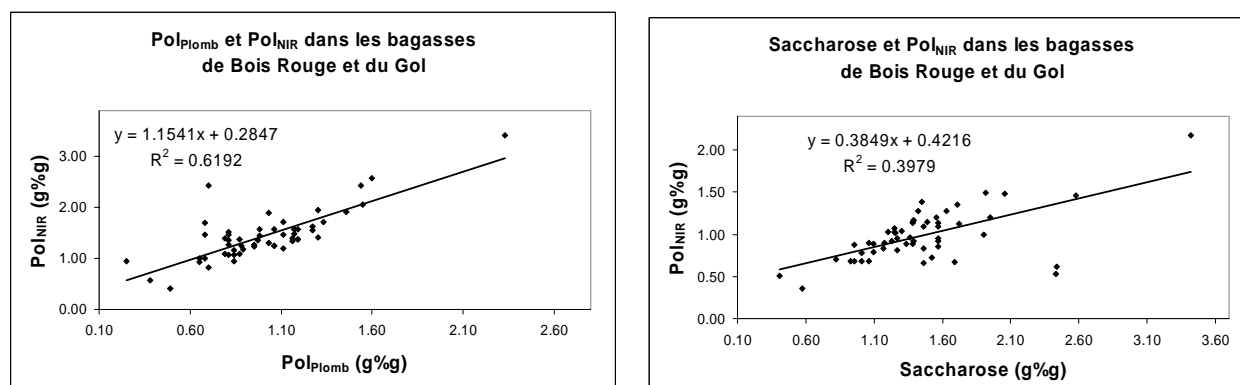 Pol_Plomb et Pol_NIR dans les bagasses
de Bois Rouge et du Gol
y = 1.1541x + 0.2847
R² = 0.6192
Pol_NIR (g%g)
3.00
2.00
1.00
0.00
0.10 0.60 1.10 1.60 2.10 2.60
Pol_Plomb (g%g)
Saccharose et Pol_NIR dans les bagasses
de Bois Rouge et du Gol
y = 0.3849x + 0.4216
R² = 0.3979
Pol_NIR (g%g)
2.00
1.50
1.00
0.50
0.00
0.10 0.60 1.10 1.60 2.10 2.60 3.10 3.60
Saccharose (g%g)